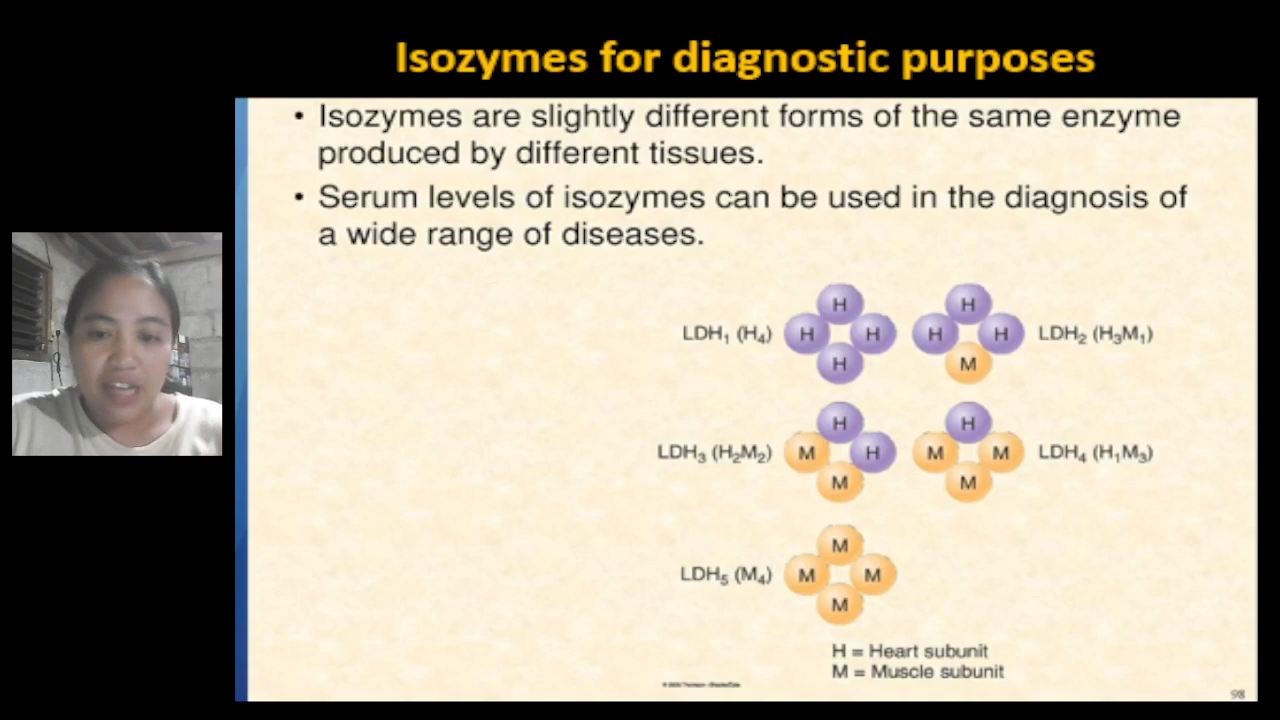 Isozymes for diagnostic purposes
• Isozymes are slightly different forms of the same enzyme
produced by different tissues.
• Serum levels of isozymes can be used in the diagnosis of
a wide range of diseases.
H
H
LDH₁ (H₄) H H
H H LDH₂ (H₃M₁)
H
M
H
H
LDH₃ (H₂M₂) M H
M M LDH₄ (H₁M₃)
M
M
M
LDH₅ (M₄) M M
M
H = Heart subunit
M = Muscle subunit
98